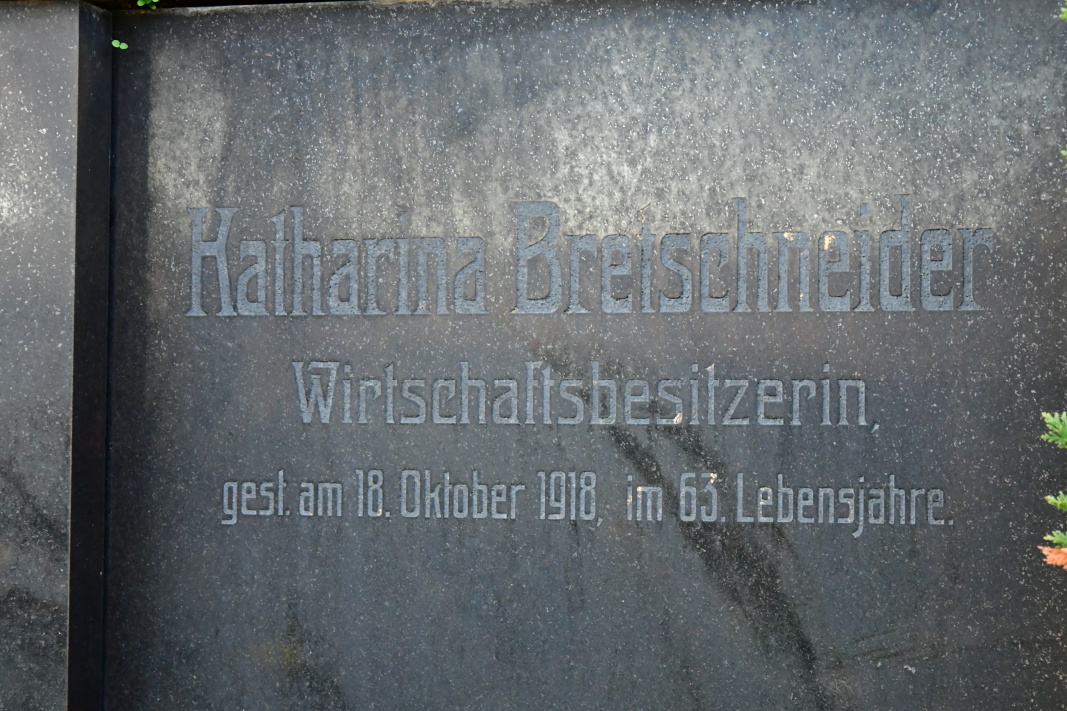 Katharina Bretschneider
Wirtschaftsbesitzerin,
gest. am 18. Oktober 1918, im 63. Lebensjahre.